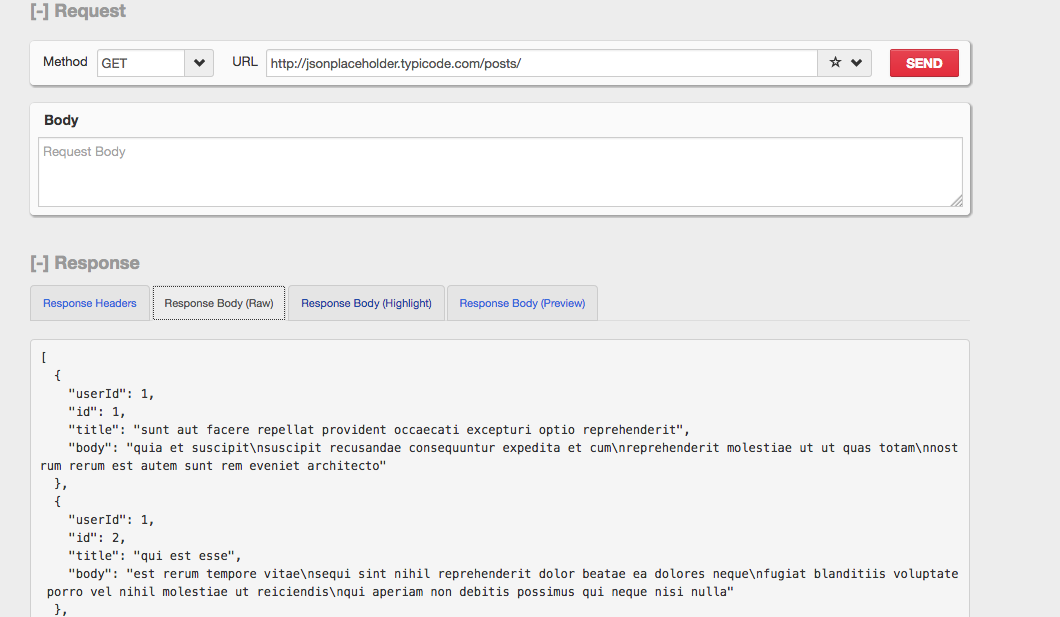 [-] Request
Method GET URL http://jsonplaceholder.typicode.com/posts/ SEND
Body
Request Body
[-] Response
Response Headers Response Body (Raw) Response Body (Highlight) Response Body (Preview)
[
  {
    "userId": 1,
    "id": 1,
    "title": "sunt aut facere repellat provident occaecati excepturi optio reprehenderit",
    "body": "quia et suscipit\nsuscipit recusandae consequuntur expedita et cum\nreprehenderit molestiae ut ut quas totam\nnost
rum rerum est autem sunt rem eveniet architecto"
  },
  {
    "userId": 1,
    "id": 2,
    "title": "qui est esse",
    "body": "est rerum tempore vitae\nsequi sint nihil reprehenderit dolor beatae ea dolores neque\nfugiat blanditiis voluptate
 porro vel nihil molestiae ut reiciendis\nqui aperiam non debitis possimus qui neque nisi nulla"
  },